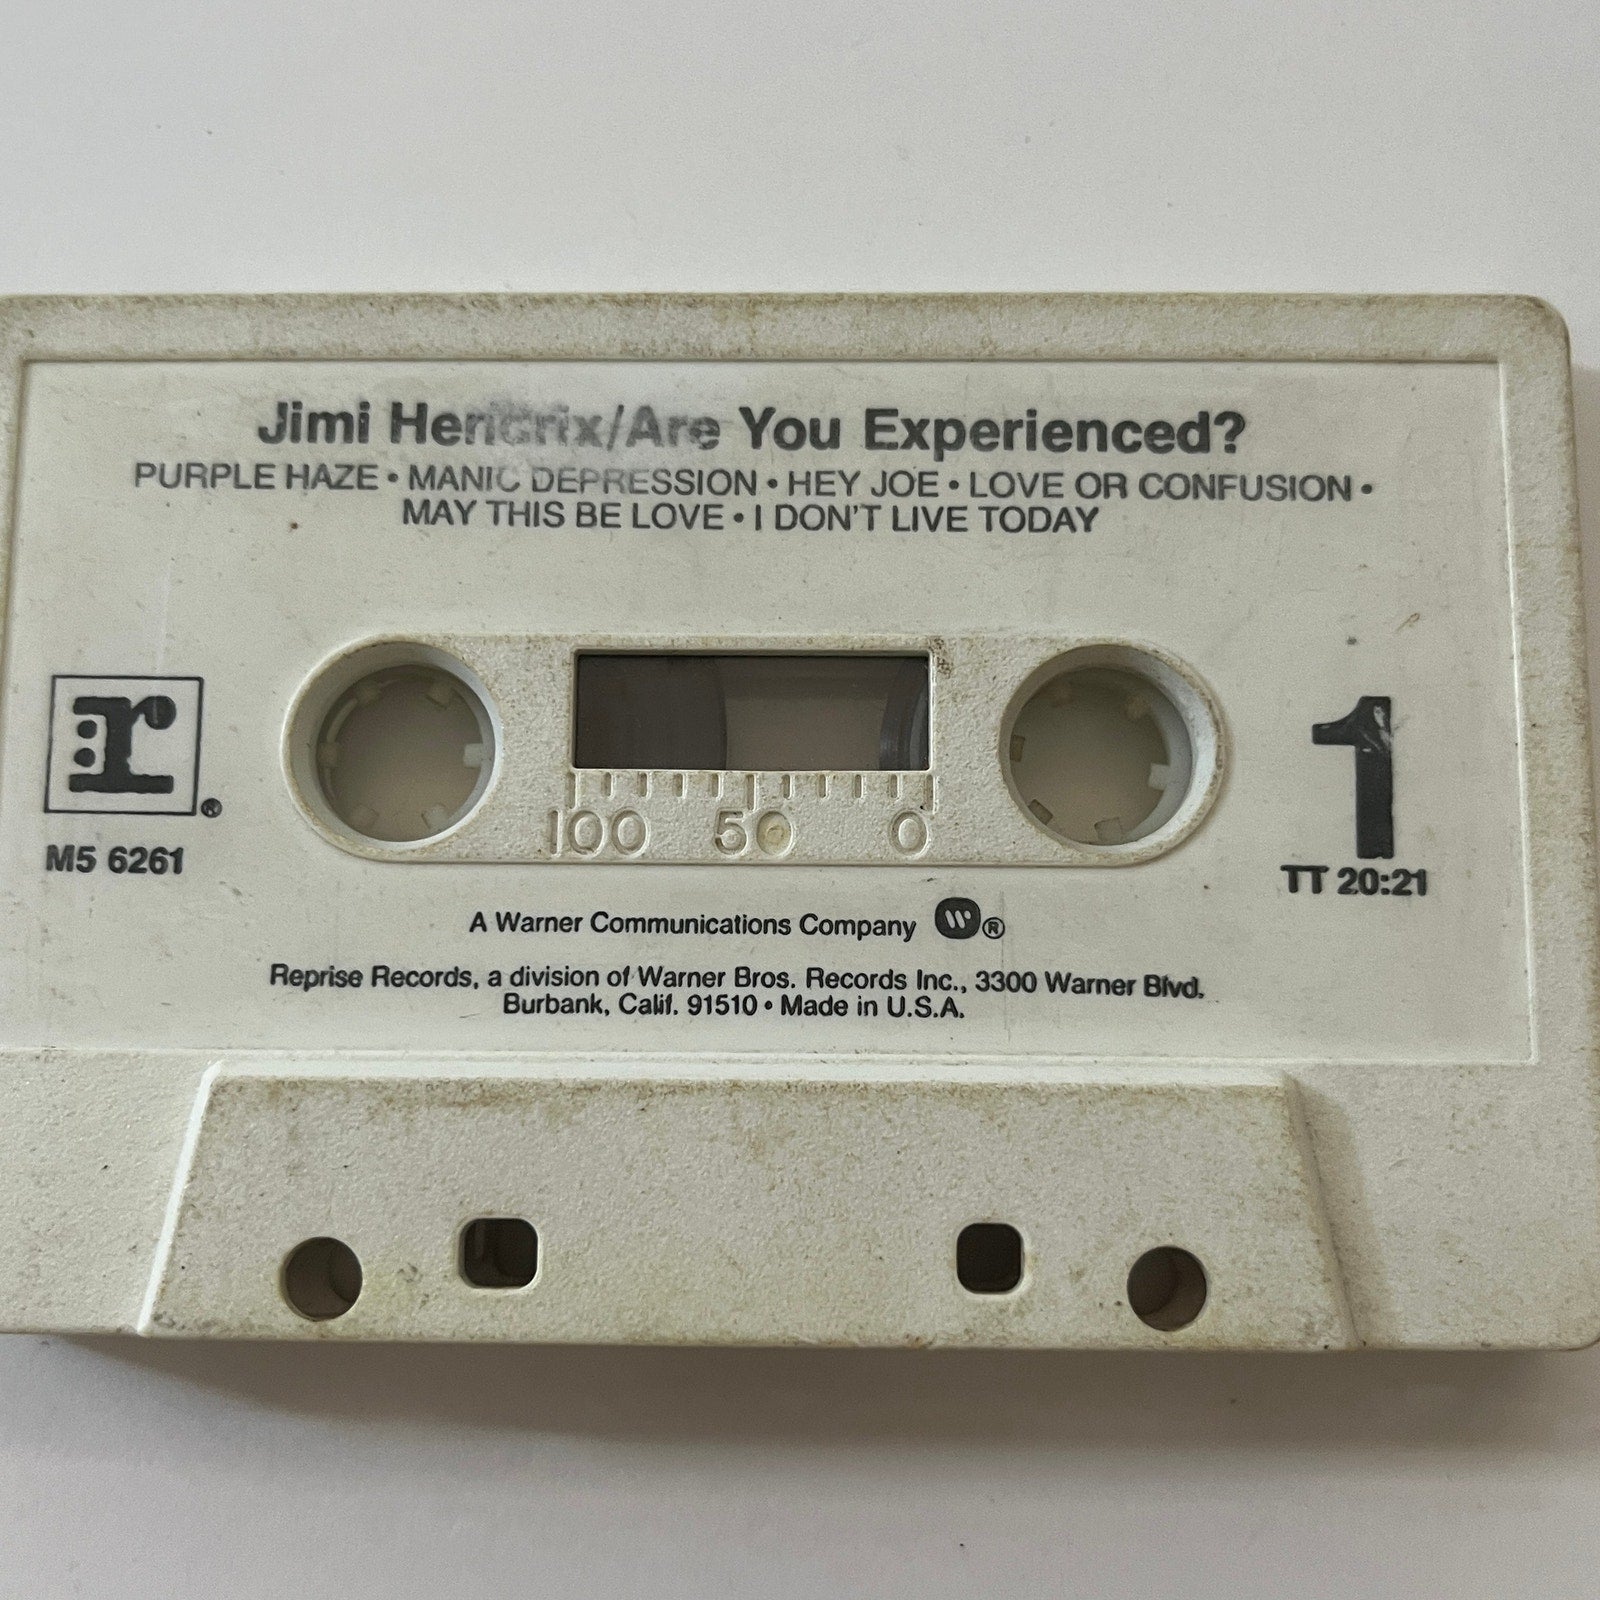 Jimi Hendrix/Are You Experienced?
PURPLE HAZE • MANIC DEPRESSION • HEY JOE • LOVE OR CONFUSION •
MAY THIS BE LOVE • I DON'T LIVE TODAY
:r ®
M5 6261
100 50 0
1
TT 20:21
A Warner Communications Company W ®
Reprise Records, a division of Warner Bros. Records Inc., 3300 Warner Blvd.
Burbank, Calif. 91510 • Made in U.S.A.